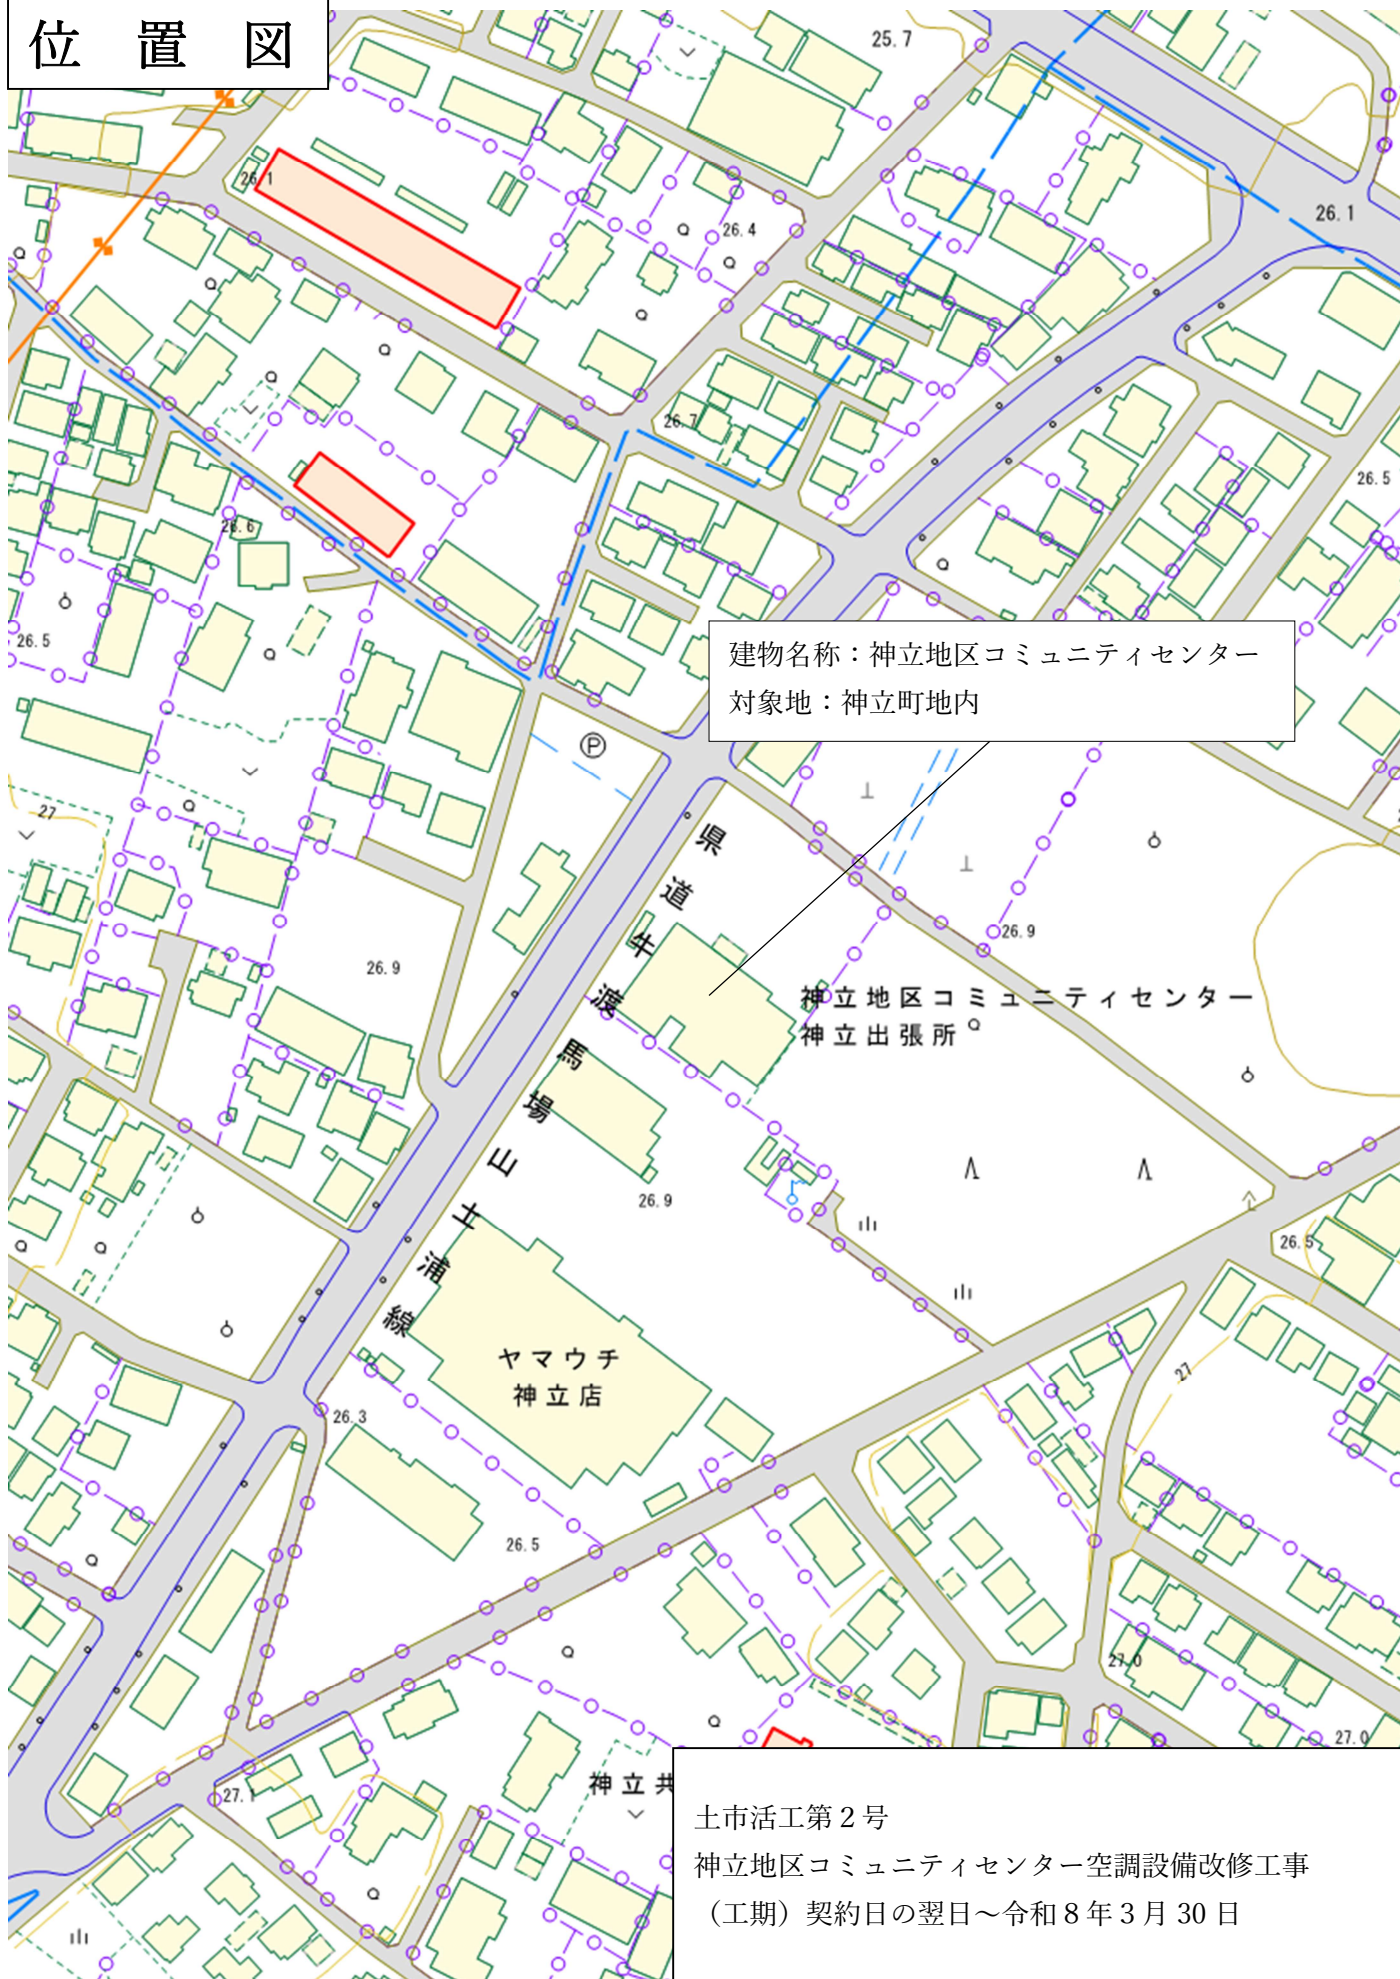 位置図
25.7
26.1
26.1
26.4
26.7
26.5
26.6
26.5
建物名称：神立地区コミュニティセンター
対象地：神立町地内
P
27
県道牛渡馬場山土浦線
26.9
26.9
神立地区コミュニティセンター
神立出張所
26.9
26.5
ヤマウチ
神立店
27
26.3
26.5
27.0
27.0
27.1
神立共
土市活工第２号
神立地区コミュニティセンター空調設備改修工事
（工期）契約日の翌日～令和８年３月 30 日